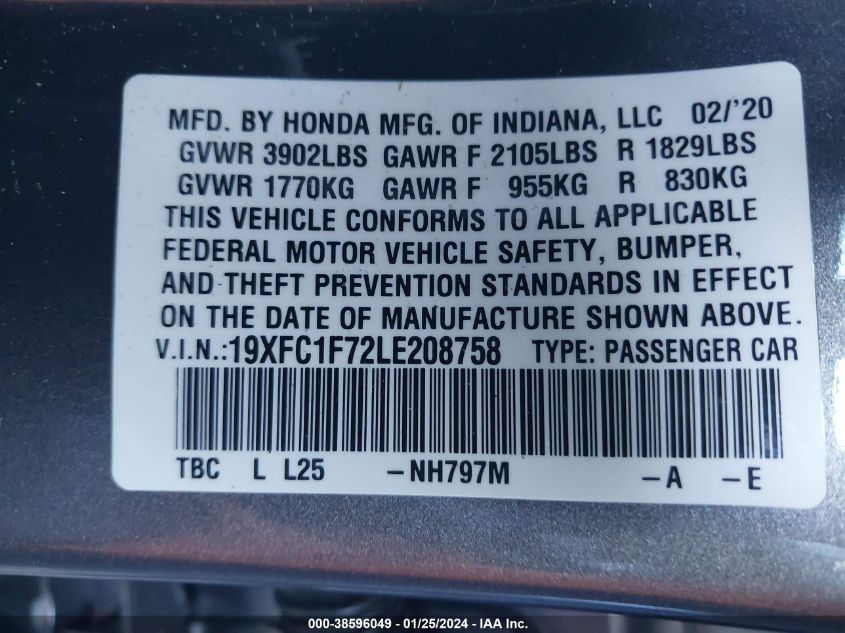 MFD. BY HONDA MFG. OF INDIANA, LLC 02/'20
GVWR 3902LBS GAWR F 2105LBS R 1829LBS
GVWR 1770KG GAWR F 955KG R 830KG
THIS VEHICLE CONFORMS TO ALL APPLICABLE
FEDERAL MOTOR VEHICLE SAFETY, BUMPER,
AND THEFT PREVENTION STANDARDS IN EFFECT
ON THE DATE OF MANUFACTURE SHOWN ABOVE.
V.I.N.:19XFC1F72LE208758 TYPE: PASSENGER CAR
TBC L L25 -NH797M -A -E
000-38596049 — 01/25/2024 — IAA Inc.